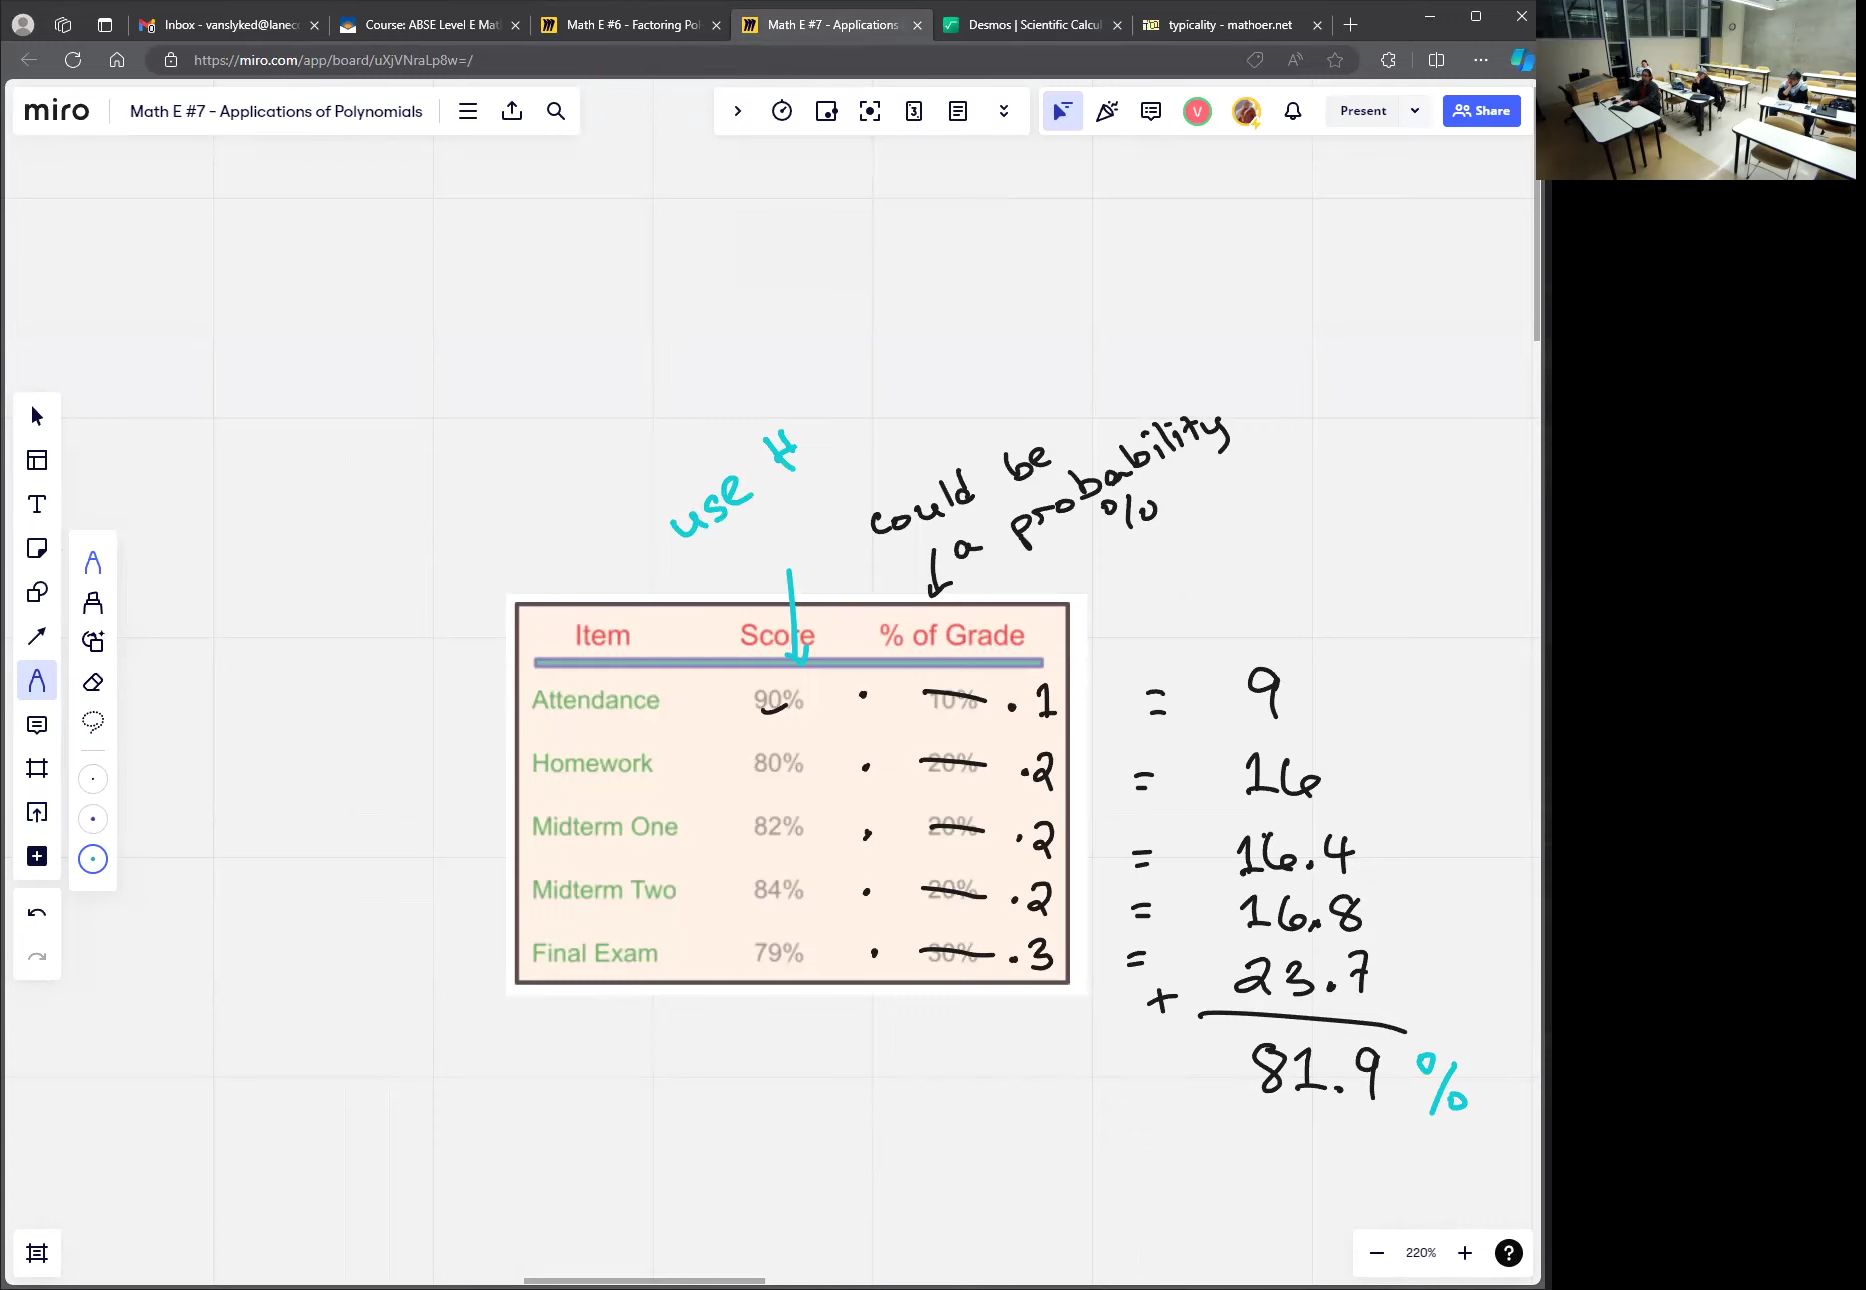 Inbox - vanslyked@lanecc
Course: ABSE Level E Mat
Math E #6 - Factoring Pol
Math E #7 - Applications
Desmos | Scientific Calcul
typicality - mathoer.net
https://miro.com/app/board/uXjVNraLp8w=/
miro
Math E #7 - Applications of Polynomials
V
Present
Share
use #
could be
a probability
%
Item Score % of Grade
Attendance 90% · 10% .1 = 9
Homework 80% · 20% .2 = 16
Midterm One 82% · 20% .2 = 16.4
Midterm Two 84% · 20% .2 = 16.8
Final Exam 79% · 30% .3 = 23.7
+
81.9 %
220%